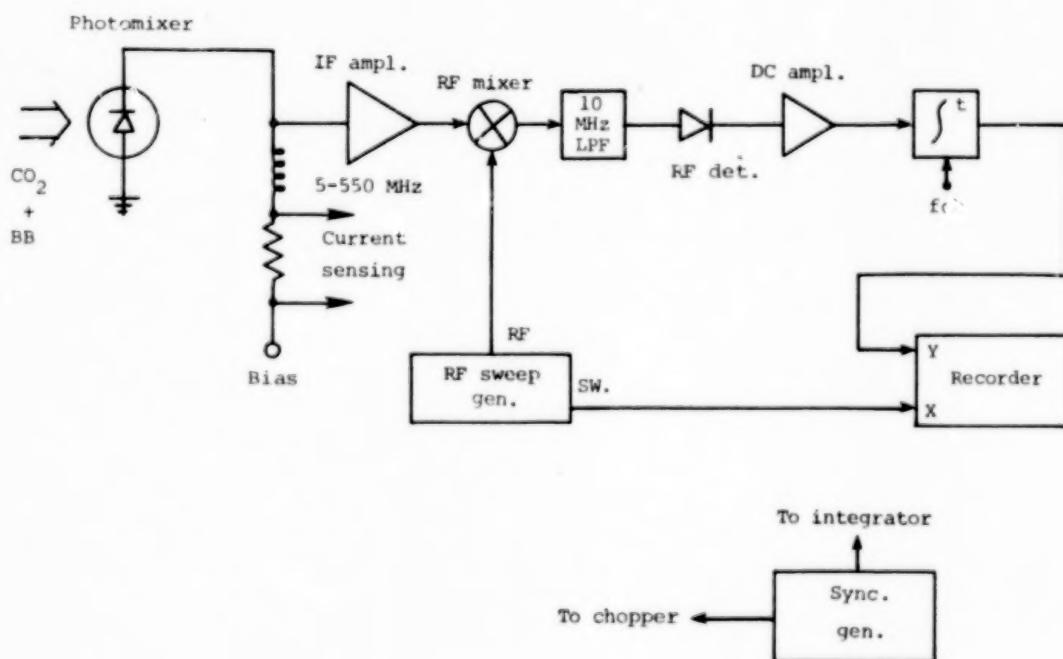 Photomixer
CO2
+
BB
IF ampl.
5-550 MHz
Current
sensing
Bias
RF mixer
10
MHz
LPF
RF det.
DC ampl.
∫ t
RF
RF sweep
gen.
SW.
Y
Recorder
X
To integrator
To chopper
Sync.
gen.